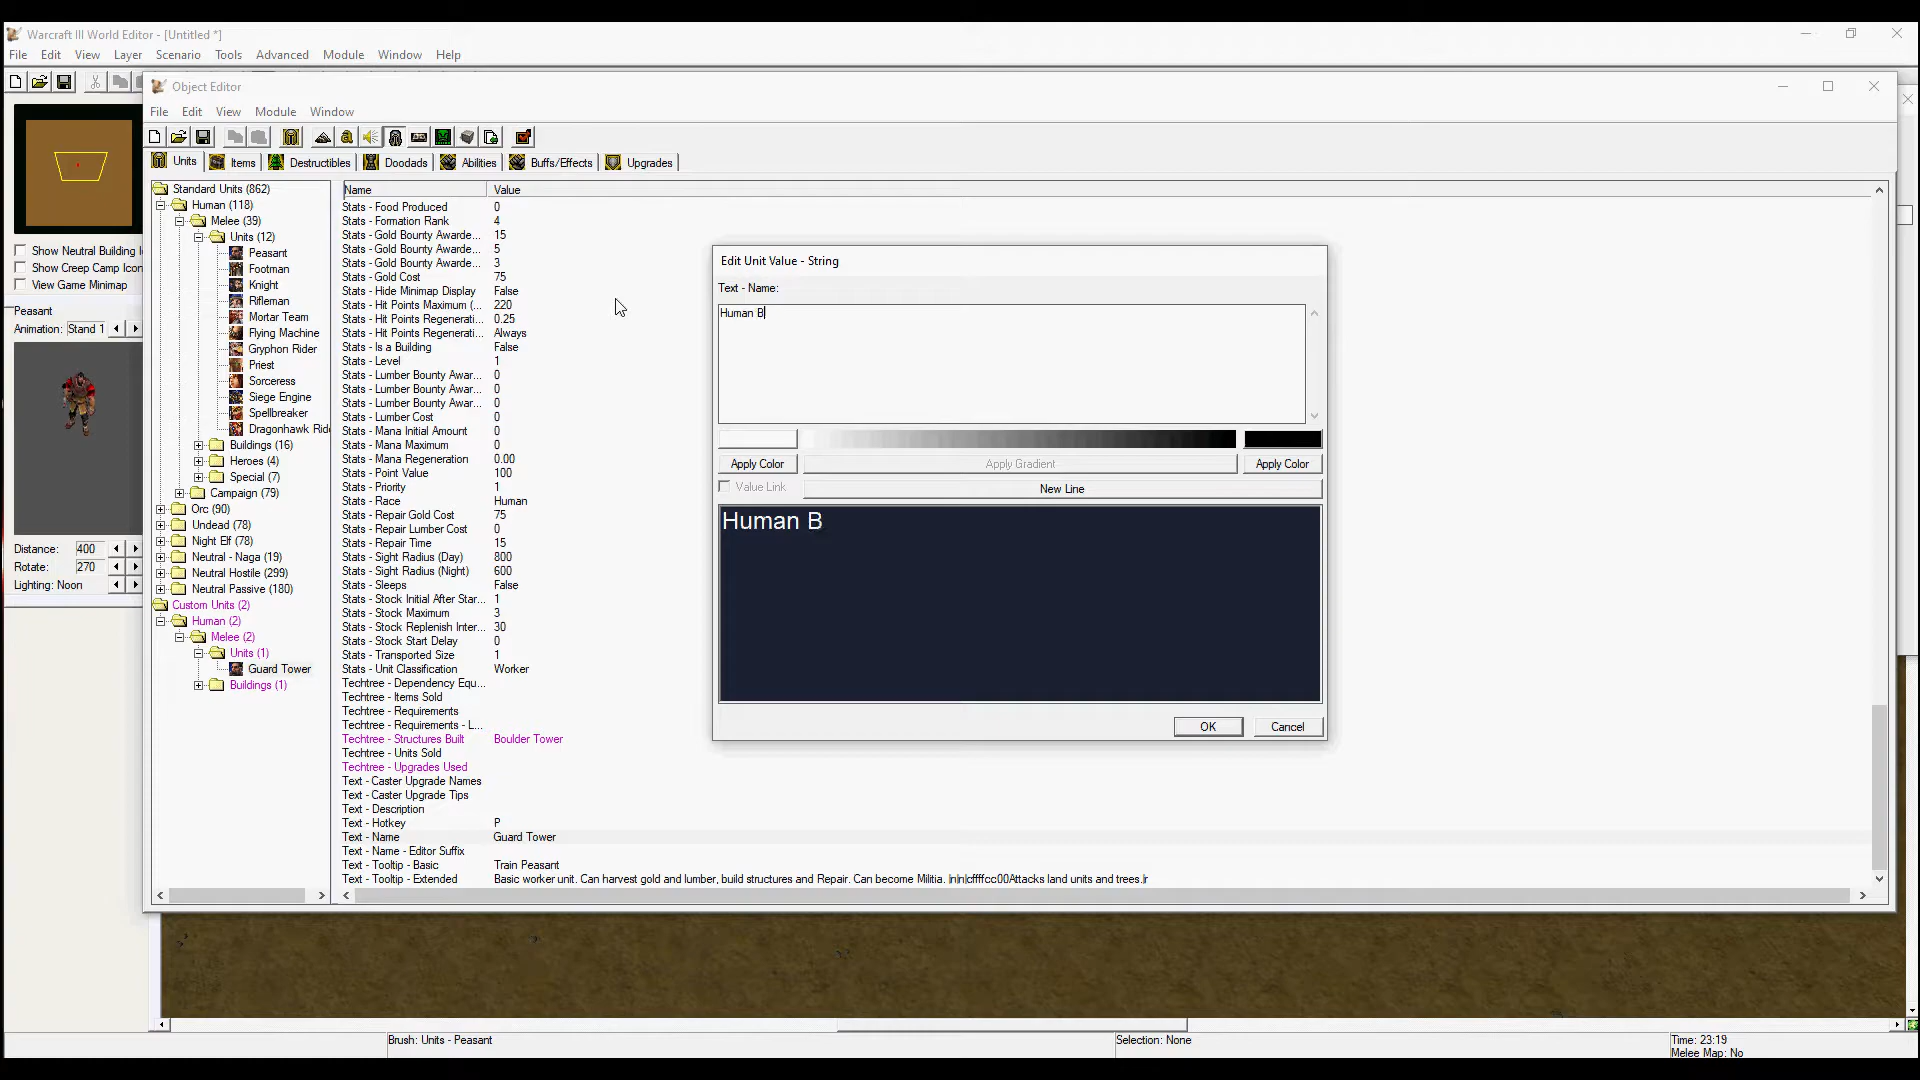 Warcraft III World Editor - [Untitled *]
File Edit View Layer Scenario Tools Advanced Module Window Help
Object Editor
File Edit View Module Window
Units Items Destructibles Doodads Abilities Buffs/Effects Upgrades
Show Neutral Building I
Show Creep Camp Icon
View Game Minimap
Peasant
Animation: Stand 1
Distance: 400
Rotate: 270
Lighting: Noon
Standard Units (862)
Human (118)
Melee (39)
Units (12)
Peasant
Footman
Knight
Rifleman
Mortar Team
Flying Machine
Gryphon Rider
Priest
Sorceress
Siege Engine
Spellbreaker
Dragonhawk Ride
Buildings (16)
Heroes (4)
Special (7)
Campaign (79)
Orc (90)
Undead (78)
Night Elf (78)
Neutral - Naga (19)
Neutral Hostile (299)
Neutral Passive (180)
Custom Units (2)
Human (2)
Melee (2)
Units (1)
Guard Tower
Buildings (1)
Name Value
Stats - Food Produced 0
Stats - Formation Rank 4
Stats - Gold Bounty Awarde... 15
Stats - Gold Bounty Awarde... 5
Stats - Gold Bounty Awarde... 3
Stats - Gold Cost 75
Stats - Hide Minimap Display False
Stats - Hit Points Maximum (... 220
Stats - Hit Points Regenerati... 0.25
Stats - Hit Points Regenerati... Always
Stats - Is a Building False
Stats - Level 1
Stats - Lumber Bounty Awar... 0
Stats - Lumber Bounty Awar... 0
Stats - Lumber Bounty Awar... 0
Stats - Lumber Cost 0
Stats - Mana Initial Amount 0
Stats - Mana Maximum 0
Stats - Mana Regeneration 0.00
Stats - Point Value 100
Stats - Priority 1
Stats - Race Human
Stats - Repair Gold Cost 75
Stats - Repair Lumber Cost 0
Stats - Repair Time 15
Stats - Sight Radius (Day) 800
Stats - Sight Radius (Night) 600
Stats - Sleeps False
Stats - Stock Initial After Star... 1
Stats - Stock Maximum 3
Stats - Stock Replenish Inter... 30
Stats - Stock Start Delay 0
Stats - Transported Size 1
Stats - Unit Classification Worker
Techtree - Dependency Equ...
Techtree - Items Sold
Techtree - Requirements
Techtree - Requirements - L...
Techtree - Structures Built Boulder Tower
Techtree - Units Sold
Techtree - Upgrades Used
Text - Caster Upgrade Names
Text - Caster Upgrade Tips
Text - Description
Text - Hotkey P
Text - Name Guard Tower
Text - Name - Editor Suffix
Text - Tooltip - Basic Train Peasant
Text - Tooltip - Extended Basic worker unit. Can harvest gold and lumber, build structures and Repair. Can become Militia. |n|n|cffffcc00Attacks land units and trees.|r
Edit Unit Value - String
Text - Name:
Human B
Apply Color Apply Gradient Apply Color
Value Link New Line
Human B
OK Cancel
Brush: Units - Peasant Selection: None Time: 23:19
Melee Map: No